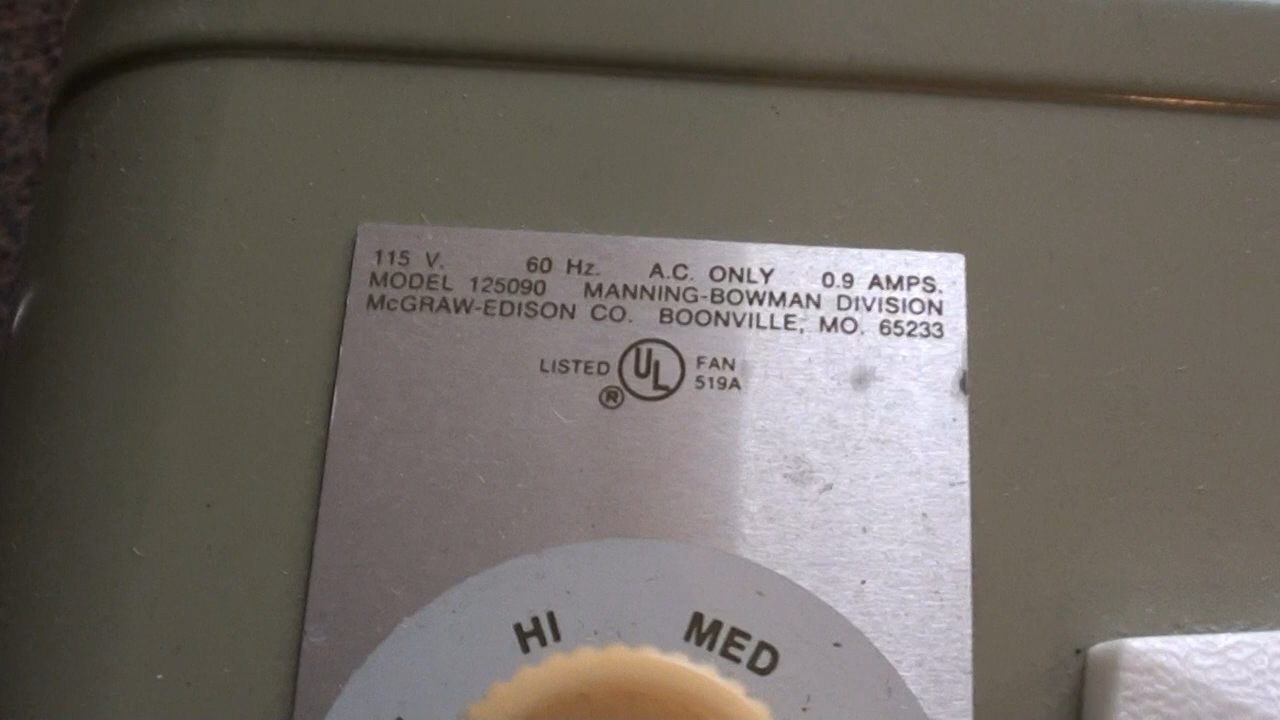 115 V. 60 Hz. A.C. ONLY 0.9 AMPS.
MODEL 125090 MANNING-BOWMAN DIVISION
McGRAW-EDISON CO. BOONVILLE, MO. 65233
LISTED UL FAN
® 519A
HI MED